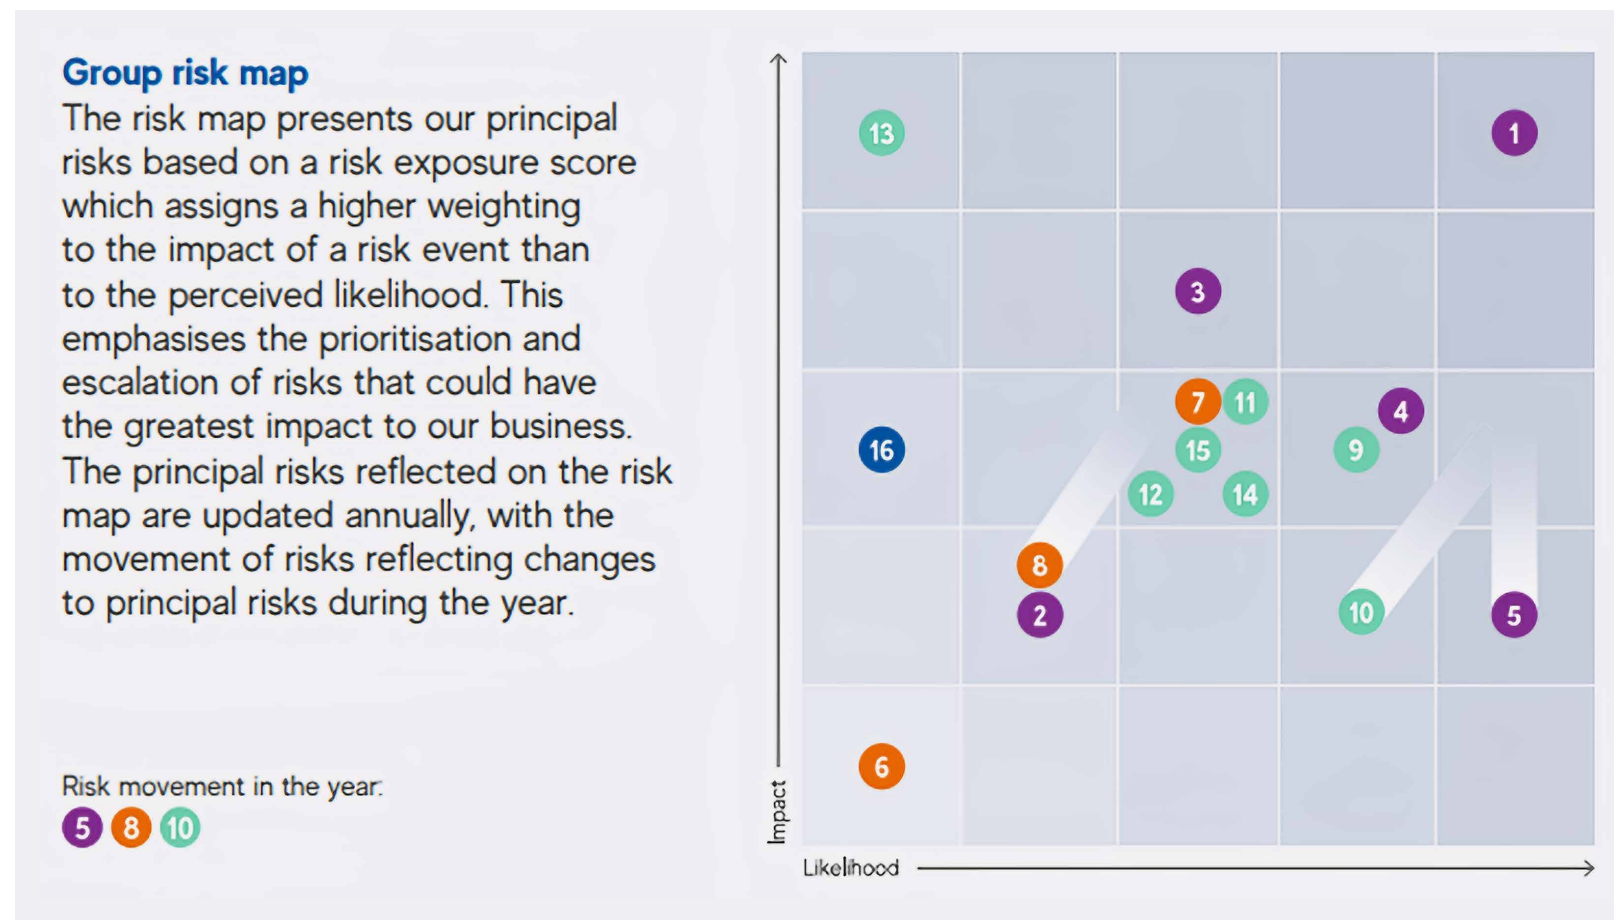 Group risk map
The risk map presents our principal
risks based on a risk exposure score
which assigns a higher weighting
to the impact of a risk event than
to the perceived likelihood. This
emphasises the prioritisation and
escalation of risks that could have
the greatest impact to our business.
The principal risks reflected on the risk
map are updated annually, with the
movement of risks reflecting changes
to principal risks during the year.
Risk movement in the year:
5 8 10
13 1
3
7 11 4
16 15 9
12 14
8
2 10 5
6
Impact
Likelihood